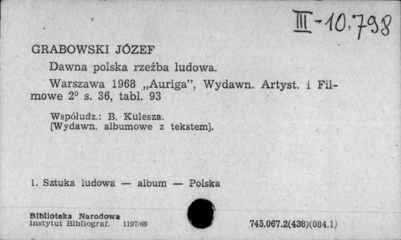 III-10.798
GRABOWSKI JÓZEF
Dawna polska rzeźba ludowa.
Warszawa 1968 „Auriga”, Wydawn. Artyst. i Fil-
mowe 2° s. 36, tabl. 93
Współudz.: B. Kulesza.
[Wydawn. albumowe z tekstem].
1. Sztuka ludowa — album — Polska
Biblioteka Narodowa
Instytut Bibliograf. 1197/69
745.067.2(438)(084.1)